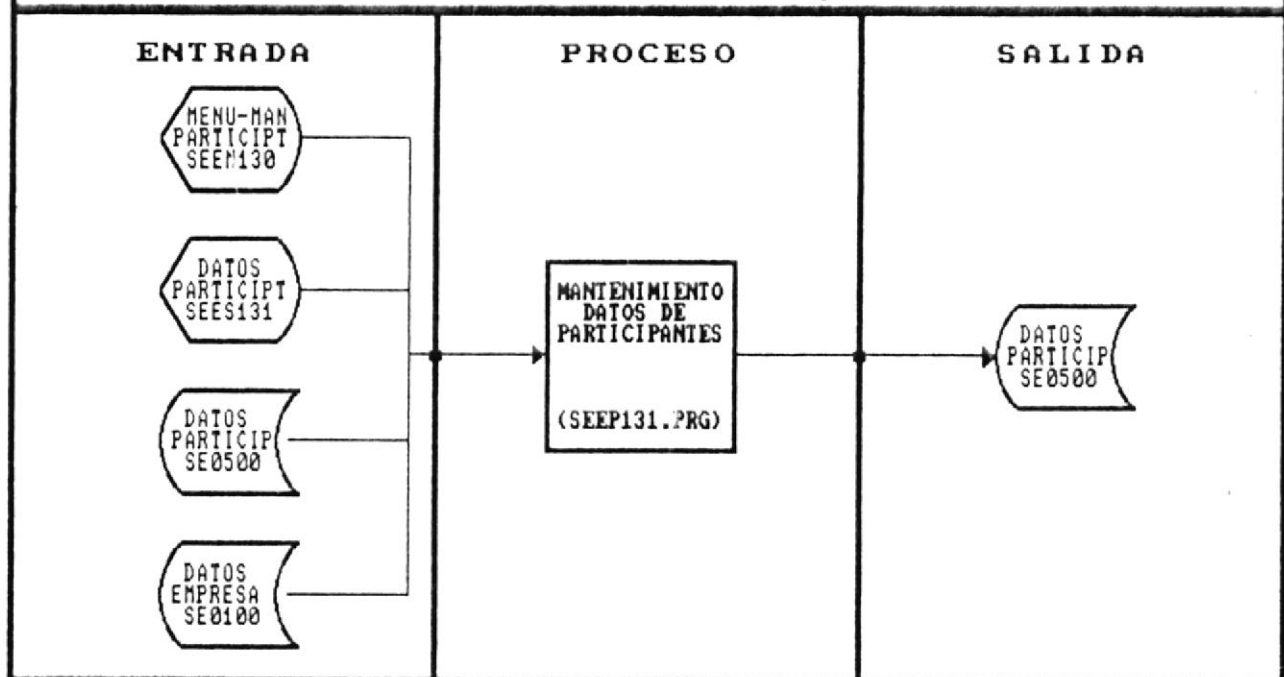 ENTRADA
PROCESO
SALIDA
MENU-MAN
PARTICIPT
SEEM130
DATOS
PARTICIPT
SEES131
DATOS
PARTICIP
SE0500
DATOS
EMPRESA
SE0100
MANTENIMIENTO
DATOS DE
PARTICIPANTES
(SEEP131.PRG)
DATOS
PARTICIP
SE0500